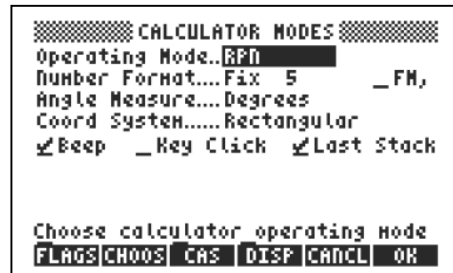 CALCULATOR MODES
Operating Mode..RPN
Number Format....Fix 5 _FM,
Angle Measure....Degrees
Coord System......Rectangular
✓Beep _Key Click ✓Last Stack
Choose calculator operating mode
FLAGS CHOOS CAS DISP CANCL OK